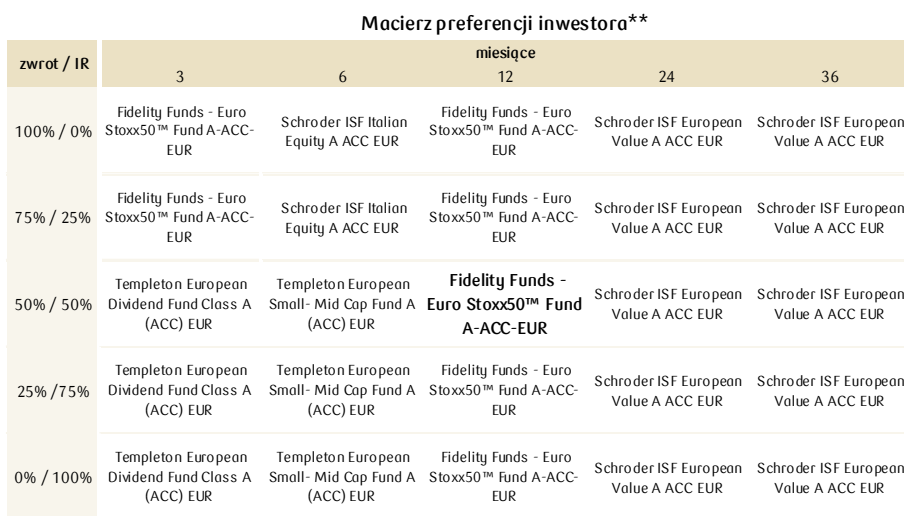 Macierz preferencji inwestora**
zwrot / IR
miesiące
3 6 12 24 36
100% / 0%
Fidelity Funds - Euro
Stoxx50™ Fund A-ACC-
EUR
Schroder ISF Italian
Equity A ACC EUR
Fidelity Funds - Euro
Stoxx50™ Fund A-ACC-
EUR
Schroder ISF European
Value A ACC EUR
Schroder ISF European
Value A ACC EUR
75% / 25%
Fidelity Funds - Euro
Stoxx50™ Fund A-ACC-
EUR
Schroder ISF Italian
Equity A ACC EUR
Fidelity Funds - Euro
Stoxx50™ Fund A-ACC-
EUR
Schroder ISF European
Value A ACC EUR
Schroder ISF European
Value A ACC EUR
50% / 50%
Templeton European
Dividend Fund Class A
(ACC) EUR
Templeton European
Small- Mid Cap Fund A
(ACC) EUR
Fidelity Funds -
Euro Stoxx50™ Fund
A-ACC-EUR
Schroder ISF European
Value A ACC EUR
Schroder ISF European
Value A ACC EUR
25% /75%
Templeton European
Dividend Fund Class A
(ACC) EUR
Templeton European
Small- Mid Cap Fund A
(ACC) EUR
Fidelity Funds - Euro
Stoxx50™ Fund A-ACC-
EUR
Schroder ISF European
Value A ACC EUR
Schroder ISF European
Value A ACC EUR
0% / 100%
Templeton European
Dividend Fund Class A
(ACC) EUR
Templeton European
Small- Mid Cap Fund A
(ACC) EUR
Fidelity Funds - Euro
Stoxx50™ Fund A-ACC-
EUR
Schroder ISF European
Value A ACC EUR
Schroder ISF European
Value A ACC EUR